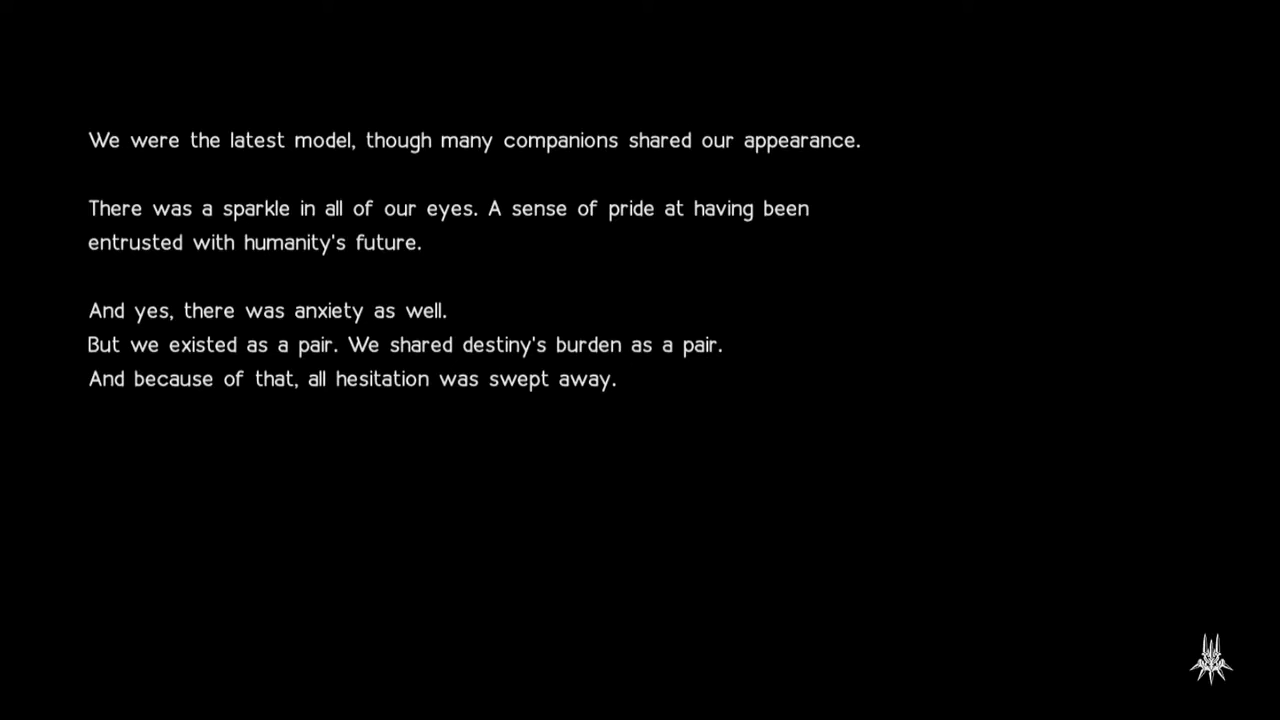 We were the latest model, though many companions shared our appearance.
There was a sparkle in all of our eyes. A sense of pride at having been
entrusted with humanity's future.
And yes, there was anxiety as well.
But we existed as a pair. We shared destiny's burden as a pair.
And because of that, all hesitation was swept away.